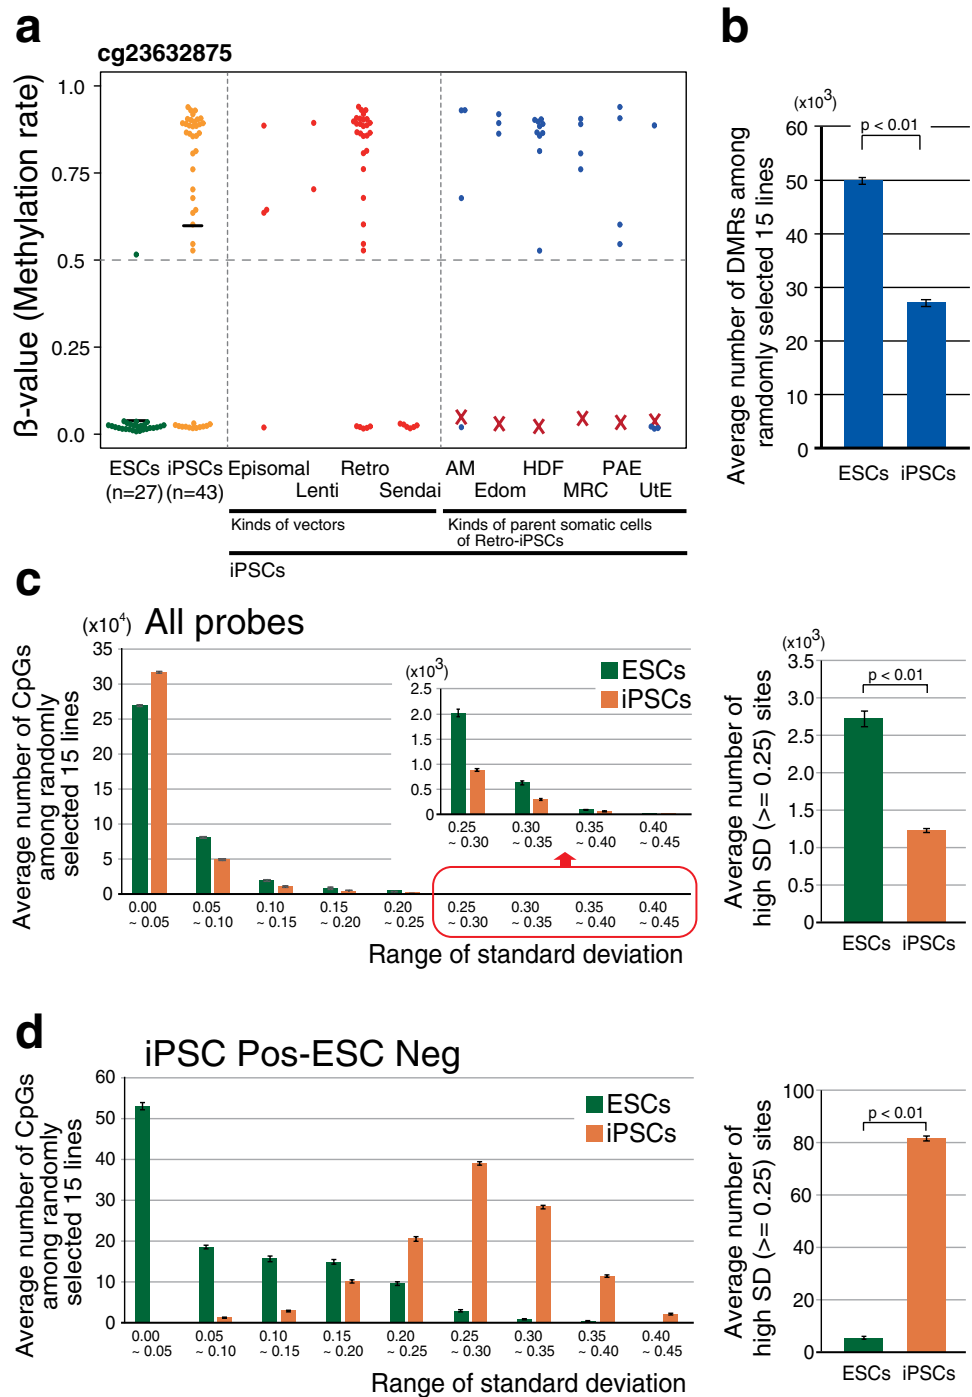 a
cg23632875
ß-value (Methylation rate)
1.0
0.75
0.5
0.25
0.0
ESCs
(n=27)
iPSCs
(n=43)
Episomal
Lenti
Retro
Sendai
AM
Edom
HDF
MRC
PAE
UtE
Kinds of vectors
Kinds of parent somatic cells
of Retro-iPSCs
iPSCs
b
(x10³)
Average number of DMRs among
ramdomly selected 15 lines
60
50
40
30
20
10
0
p < 0.01
ESCs
iPSCs
c
(x10⁴)
All probes
Average number of CpGs
among randomly
selected 15 lines
35
30
25
20
15
10
5
0
0.00
~ 0.05
0.05
~ 0.10
0.10
~ 0.15
0.15
~ 0.20
0.20
~ 0.25
0.25
~ 0.30
0.30
~ 0.35
0.35
~ 0.40
0.40
~ 0.45
Range of standard deviation
(x10³)
2.5
2.0
1.5
1.0
0.5
0
0.25
~ 0.30
0.30
~ 0.35
0.35
~ 0.40
0.40
~ 0.45
ESCs
iPSCs
(x10³)
Average number of
high SD (>= 0.25) sites
3.5
3.0
2.5
2.0
1.5
1.0
0.5
0
p < 0.01
ESCs
iPSCs
d
iPSC Pos-ESC Neg
Average number of CpGs
among randomly
selected 15 lines
60
50
40
30
20
10
0
ESCs
iPSCs
0.00
~ 0.05
0.05
~ 0.10
0.10
~ 0.15
0.15
~ 0.20
0.20
~ 0.25
0.25
~ 0.30
0.30
~ 0.35
0.35
~ 0.40
0.40
~ 0.45
Range of standard deviation
Average number of
high SD (>= 0.25) sites
100
80
60
40
20
0
p < 0.01
ESCs
iPSCs